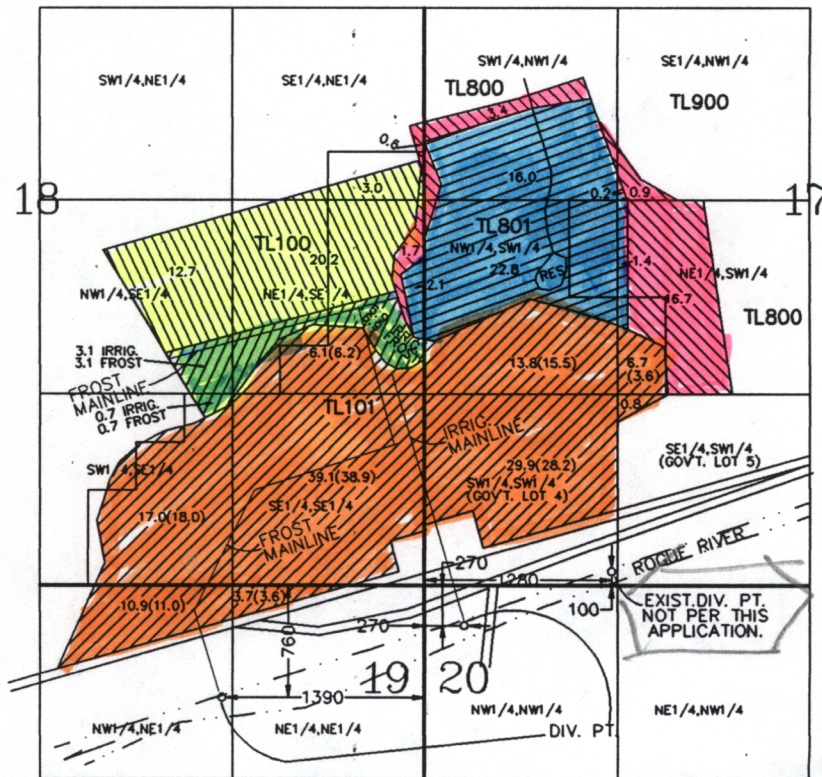 SW1/4,NE1/4
SE1/4,NE1/4
SW1/4,NW1/4
SE1/4,NW1/4
TL800
TL900
3.4
0.6
3.0
16.0
0.2
0.9
18
17
TL100
TL801
20.2
1.7
NW1/4,SW1/4
1.4
12.7
2.1
22.8
RES
NE1/4,SW1/4
NW1/4,SE1/4
NE1/4,SE1/4
16.7
TL800
6.9 IRRIG.
6.9 FROST
3.1 IRRIG.
3.1 FROST
6.1(6.2)
13.8(15.5)
6.7
(3.6)
FROST
MAINLINE
0.7 IRRIG.
0.7 FROST
TL101
0.8
IRRIG.
MAINLINE
SW1/4,SE1/4
SE1/4,SW1/4
(GOV'T. LOT 5)
39.1(38.9)
29.9(28.2)
SE1/4,SE1/4
SW1/4,SW1/4
(GOV'T. LOT 4)
17.0(18.0)
FROST
MAINLINE
ROGUE RIVER
270
1280
10.9(11.0)
3.7(3.6)
100
EXIST.DIV. PT.
NOT PER THIS
APPLICATION.
760
270
1390
19
20
NW1/4,NE1/4
NE1/4,NE1/4
NW1/4,NW1/4
NE1/4,NW1/4
DIV. PT.